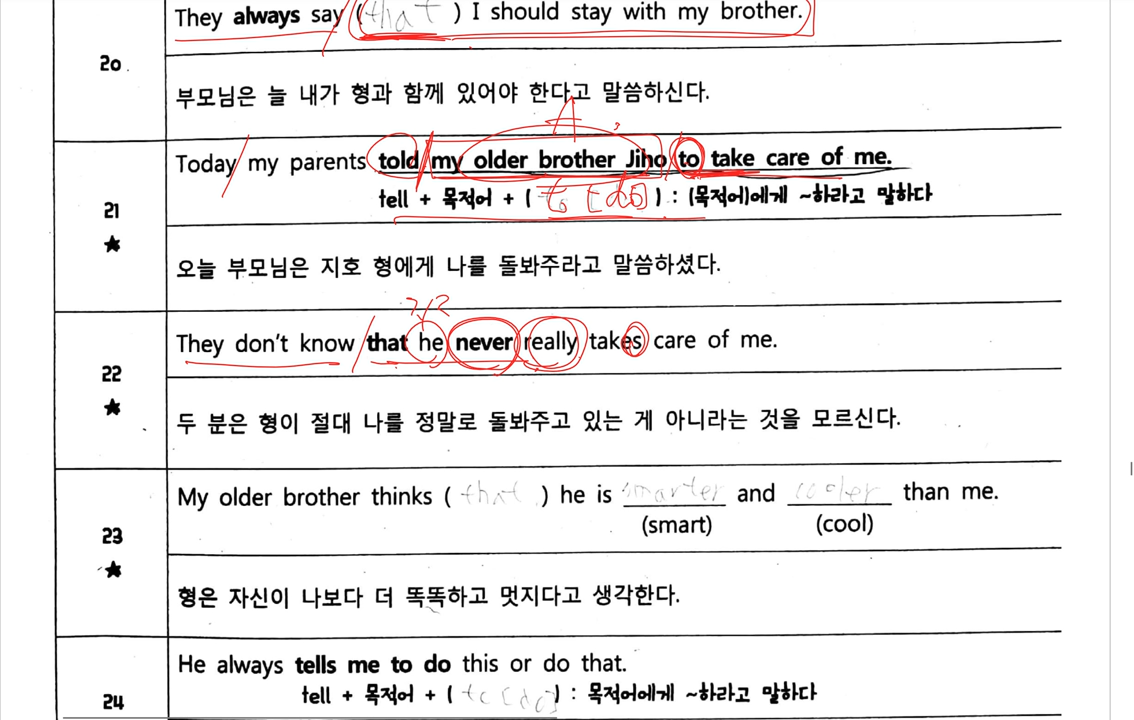 They always say (that) I should stay with my brother.
20.
부모님은 늘 내가 형과 함께 있어야 한다고 말씀하신다.
A
Today my parents told my older brother Jiho to take care of me.
tell + 목적어 + ( to [do] ) : (목적어)에게 ~하라고 말하다
21
★
오늘 부모님은 지호 형에게 나를 돌봐주라고 말씀하셨다.
They don't know that he never really takes care of me.
22
★
두 분은 형이 절대 나를 정말로 돌봐주고 있는 게 아니라는 것을 모르신다.
My older brother thinks ( that ) he is smarter and cooler than me.
(smart) (cool)
23
★
형은 자신이 나보다 더 똑똑하고 멋지다고 생각한다.
He always tells me to do this or do that.
tell + 목적어 + ( to [do] ) : 목적어에게 ~하라고 말하다
24